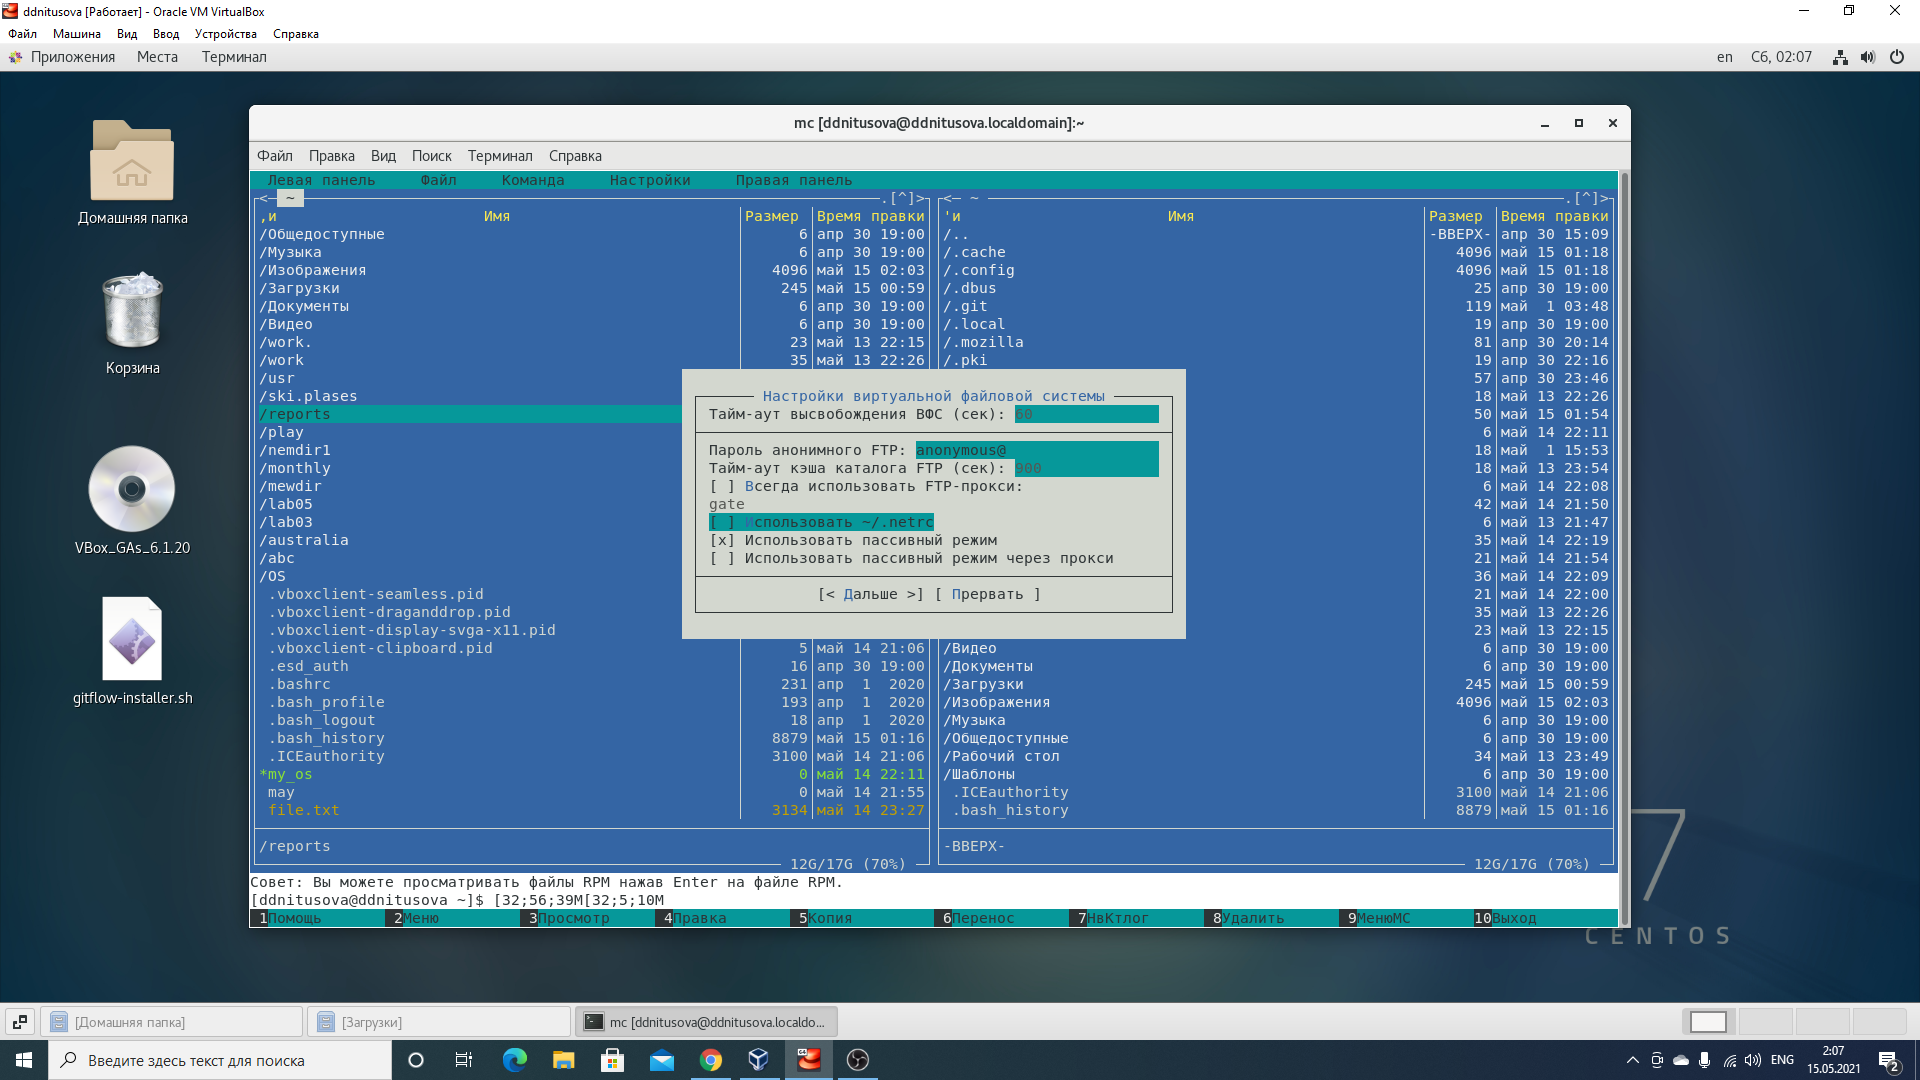 ddnitusova [Работает] - Oracle VM VirtualBox
Файл Машина Вид Ввод Устройства Справка
Приложения Места Терминал en Сб, 02:07
Домашняя папка
Корзина
VBox_GAs_6.1.20
gitflow-installer.sh
mc [ddnitusova@ddnitusova.localdomain]:~
Файл Правка Вид Поиск Терминал Справка
Левая панель Файл Команда Настройки Правая панель
<─ ~ .[^]>
,и Имя Размер Время правки
/Общедоступные 6 апр 30 19:00
/Музыка 6 апр 30 19:00
/Изображения 4096 май 15 02:03
/Загрузки 245 май 15 00:59
/Документы 6 апр 30 19:00
/Видео 6 апр 30 19:00
/work. 23 май 13 22:15
/work 35 май 13 22:26
/usr
/ski.plases
/reports
/play
/nemdir1
/monthly
/mewdir
/lab05
/lab03
/australia
/abc
/OS
.vboxclient-seamless.pid
.vboxclient-draganddrop.pid
.vboxclient-display-svga-x11.pid
.vboxclient-clipboard.pid 5 май 14 21:06
.esd_auth 16 апр 30 19:00
.bashrc 231 апр 1 2020
.bash_profile 193 апр 1 2020
.bash_logout 18 апр 1 2020
.bash_history 8879 май 15 01:16
.ICEauthority 3100 май 14 21:06
*my_os 0 май 14 22:11
may 0 май 14 21:55
file.txt 3134 май 14 23:27
/reports
12G/17G (70%)
<─ ~ .[^]>
'и Имя Размер Время правки
/.. -ВВЕРХ- апр 30 15:09
/.cache 4096 май 15 01:18
/.config 4096 май 15 01:18
/.dbus 25 апр 30 19:00
/.git 119 май 1 03:48
/.local 19 апр 30 19:00
/.mozilla 81 апр 30 20:14
/.pki 19 апр 30 22:16
57 апр 30 23:46
18 май 13 22:26
50 май 15 01:54
6 май 14 22:11
18 май 1 15:53
18 май 13 23:54
6 май 14 22:08
42 май 14 21:50
6 май 13 21:47
35 май 14 22:19
21 май 14 21:54
36 май 14 22:09
21 май 14 22:00
35 май 13 22:26
23 май 13 22:15
/Видео 6 апр 30 19:00
/Документы 6 апр 30 19:00
/Загрузки 245 май 15 00:59
/Изображения 4096 май 15 02:03
/Музыка 6 апр 30 19:00
/Общедоступные 6 апр 30 19:00
/Рабочий стол 34 май 13 23:49
/Шаблоны 6 апр 30 19:00
.ICEauthority 3100 май 14 21:06
.bash_history 8879 май 15 01:16
-ВВЕРХ-
12G/17G (70%)
Настройки виртуальной файловой системы
Тайм-аут высвобождения ВФС (сек): 60
Пароль анонимного FTP: anonymous@
Тайм-аут кэша каталога FTP (сек): 900
[ ] Всегда использовать FTP-прокси:
gate
[ ] Использовать ~/.netrc
[x] Использовать пассивный режим
[ ] Использовать пассивный режим через прокси
[< Дальше >] [ Прервать ]
Совет: Вы можете просматривать файлы RPM нажав Enter на файле RPM.
[ddnitusova@ddnitusova ~]$ [32;56;39M[32;5;10M
1Помощь 2Меню 3Просмотр 4Правка 5Копия 6Перенос 7НвКтлог 8Удалить 9МенюМС 10Выход
7
CENTOS
[Домашняя папка] [Загрузки] mc [ddnitusova@ddnitusova.localdo...
Введите здесь текст для поиска
64
ENG
2:07
15.05.2021
2